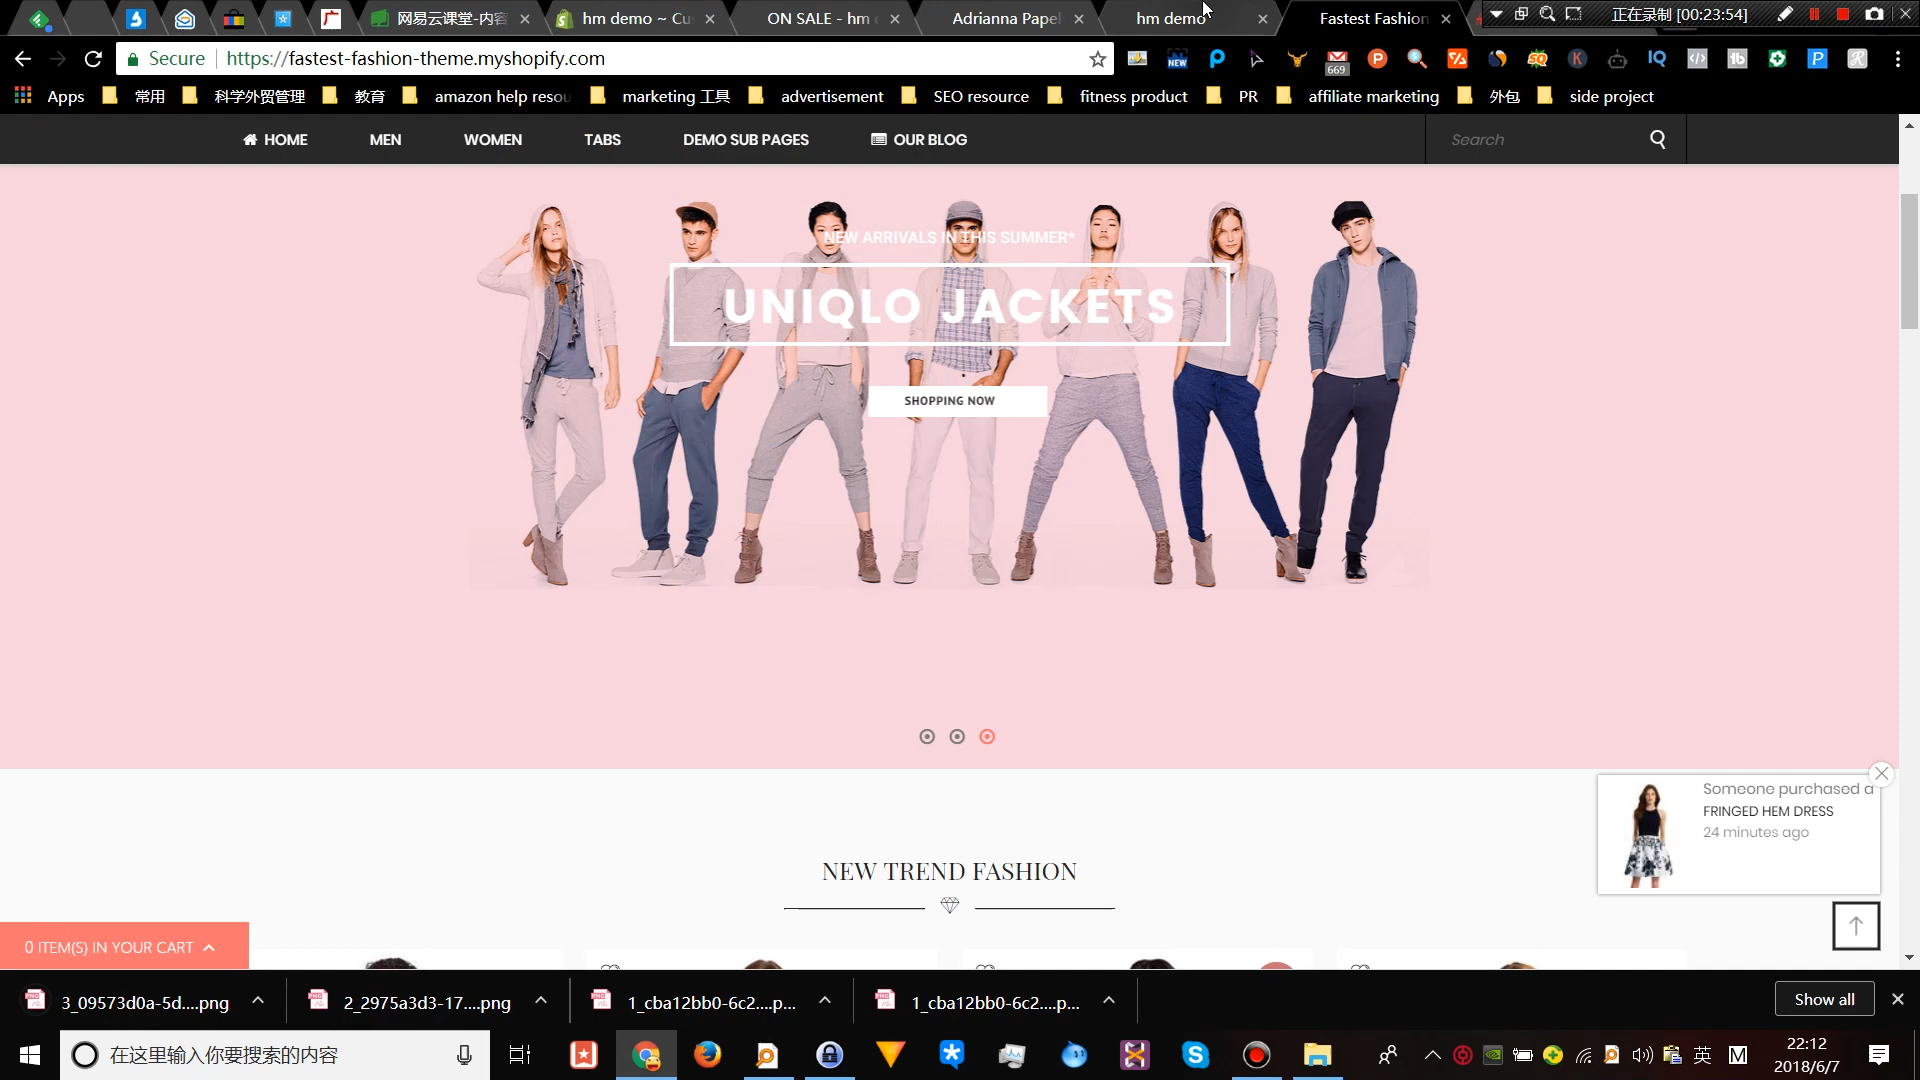 网易云课堂-内容
hm demo ~ Cu
ON SALE - hm
Adrianna Papel
hm demo
Fastest Fashion
正在录制 [00:23:54]
Secure
https://fastest-fashion-theme.myshopify.com
NEW
669
Apps
常用
科学外贸管理
教育
amazon help resou
marketing 工具
advertisement
SEO resource
fitness product
PR
affiliate marketing
外包
side project
HOME
MEN
WOMEN
TABS
DEMO SUB PAGES
OUR BLOG
Search
NEW ARRIVALS IN THIS SUMMER*
UNIQLO JACKETS
SHOPPING NOW
Someone purchased a
FRINGED HEM DRESS
24 minutes ago
NEW TREND FASHION
0 ITEM(S) IN YOUR CART
3_09573d0a-5d....png
2_2975a3d3-17....png
1_cba12bb0-6c2....p...
1_cba12bb0-6c2....p...
Show all
在这里输入你要搜索的内容
英
M
22:12
2018/6/7